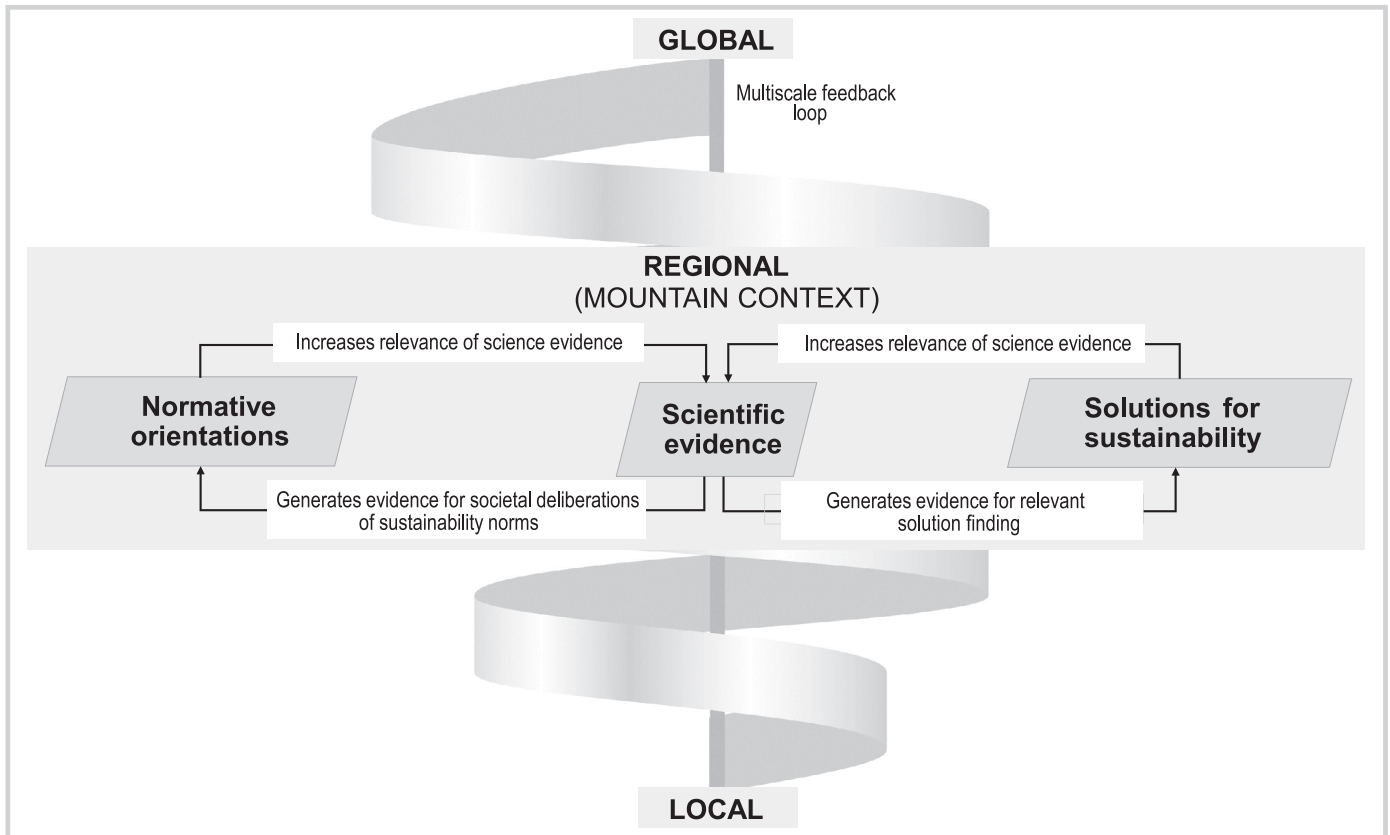 GLOBAL
Multiscale feedback
loop
REGIONAL
(MOUNTAIN CONTEXT)
Increases relevance of science evidence
Increases relevance of science evidence
Normative
orientations
Scientific
evidence
Solutions for
sustainability
Generates evidence for societal deliberations
of sustainability norms
Generates evidence for relevant
solution finding
LOCAL